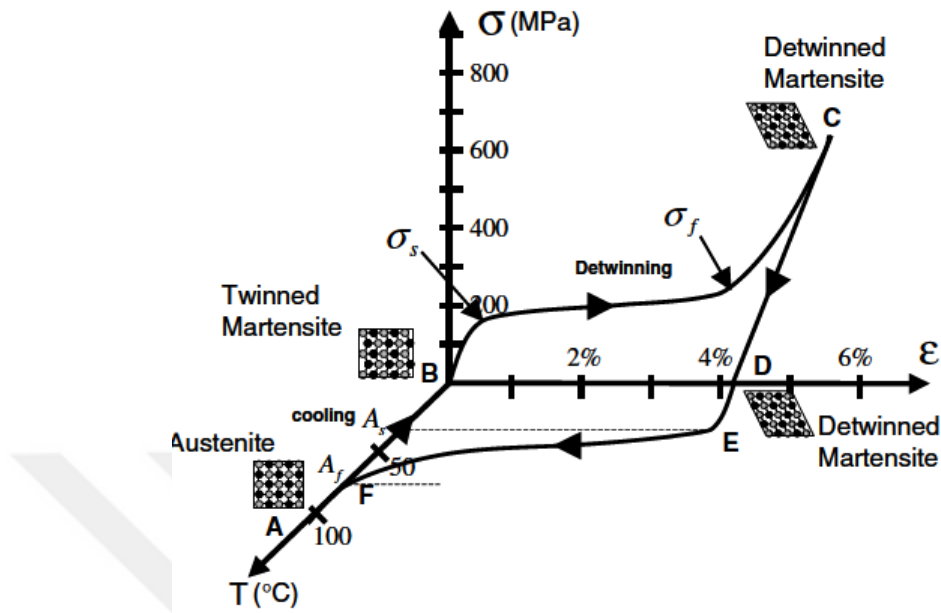 σ (MPa)
Detwinned
Martensite
800
C
600
σf
400
σs
Detwinning
Twinned
Martensite
200
2%
4%
D
6%
ε
B
cooling
As
Austenite
E
Detwinned
Martensite
50
Af
F
A
100
T (°C)